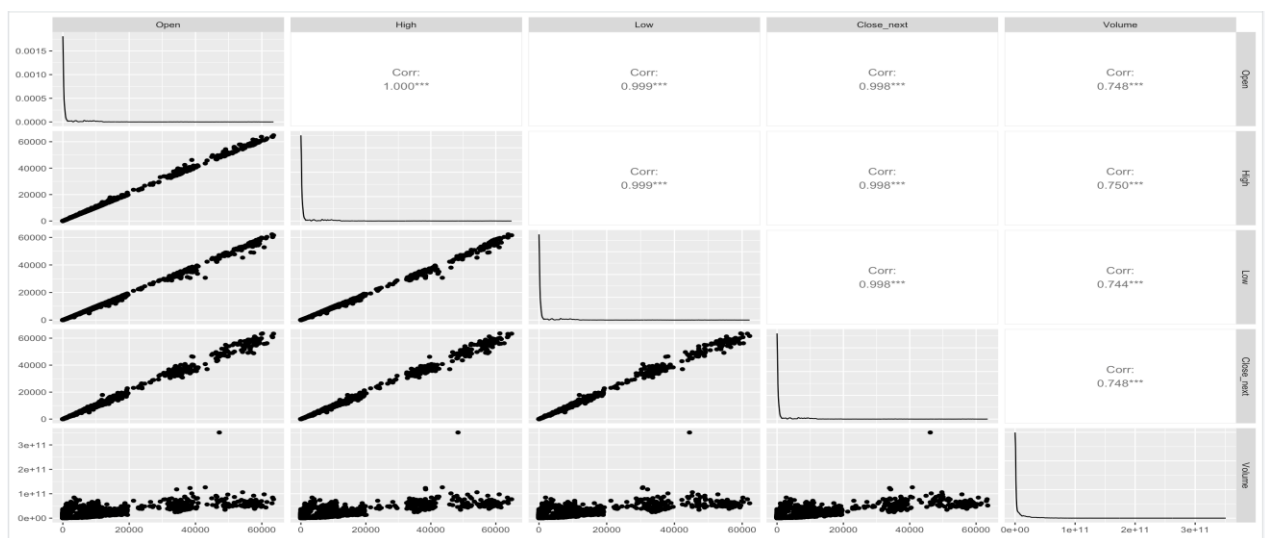 Open High Low Close_next Volume
0.0015
0.0010
0.0005
0.0000
Corr:
1.000***
Corr:
0.999***
Corr:
0.998***
Corr:
0.748***
Open
60000
40000
20000
0
Corr:
0.999***
Corr:
0.998***
Corr:
0.750***
High
60000
40000
20000
0
Corr:
0.998***
Corr:
0.744***
Low
60000
40000
20000
0
Corr:
0.748***
Close_next
3e+11
2e+11
1e+11
0e+00
Volume
0 20000 40000 60000 0 20000 40000 60000 0 20000 40000 60000 0 20000 40000 60000 0e+00 1e+11 2e+11 3e+11